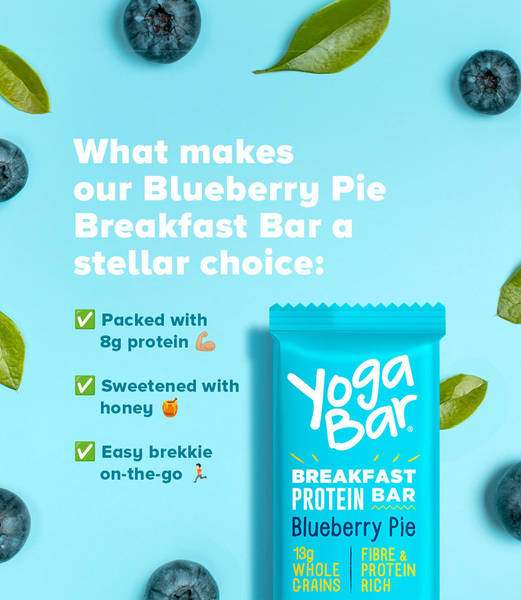 What makes
our Blueberry Pie
Breakfast Bar a
stellar choice:
✅ Packed with
8g protein 💪🏼
✅ Sweetened with
honey 🍯
✅ Easy brekkie
on-the-go 🏃🏻
Yoga
Bar®
BREAKFAST
PROTEIN BAR
Blueberry Pie
13g
WHOLE
GRAINS
FIBRE &
PROTEIN
RICH